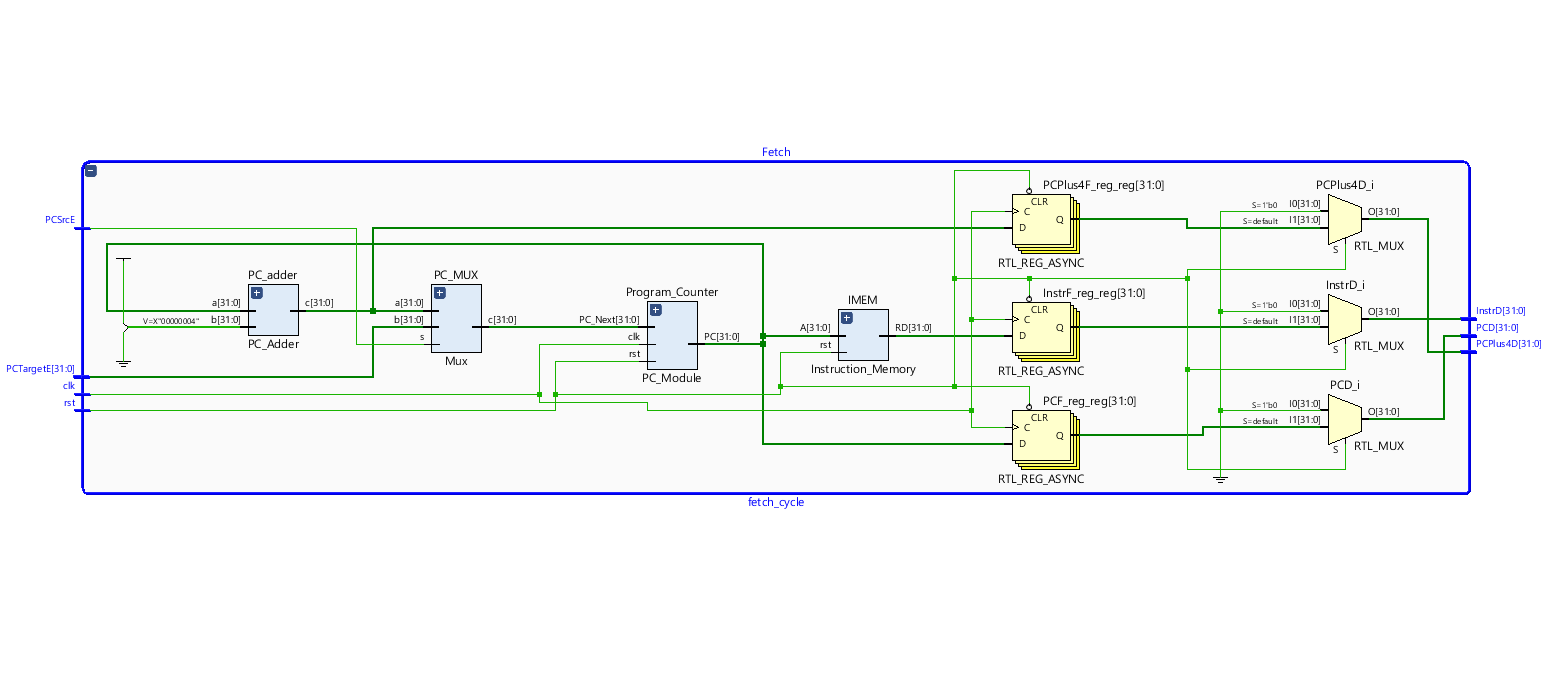 Fetch
PCSrcE
PCTargetE[31:0]
clk
rst
PC_adder
a[31:0]
b[31:0]
c[31:0]
V=X"00000004"
PC_Adder
PC_MUX
a[31:0]
b[31:0]
s
c[31:0]
Mux
Program_Counter
PC_Next[31:0]
clk
rst
PC[31:0]
PC_Module
IMEM
A[31:0]
rst
RD[31:0]
Instruction_Memory
PCPlus4F_reg_reg[31:0]
CLR
C
D
Q
RTL_REG_ASYNC
InstrF_reg_reg[31:0]
CLR
C
D
Q
RTL_REG_ASYNC
PCF_reg_reg[31:0]
CLR
C
D
Q
RTL_REG_ASYNC
PCPlus4D_i
S=1'b0 I0[31:0]
S=default I1[31:0]
O[31:0]
S
RTL_MUX
InstrD_i
S=1'b0 I0[31:0]
S=default I1[31:0]
O[31:0]
S
RTL_MUX
PCD_i
S=1'b0 I0[31:0]
S=default I1[31:0]
O[31:0]
S
RTL_MUX
InstrD[31:0]
PCD[31:0]
PCPlus4D[31:0]
fetch_cycle